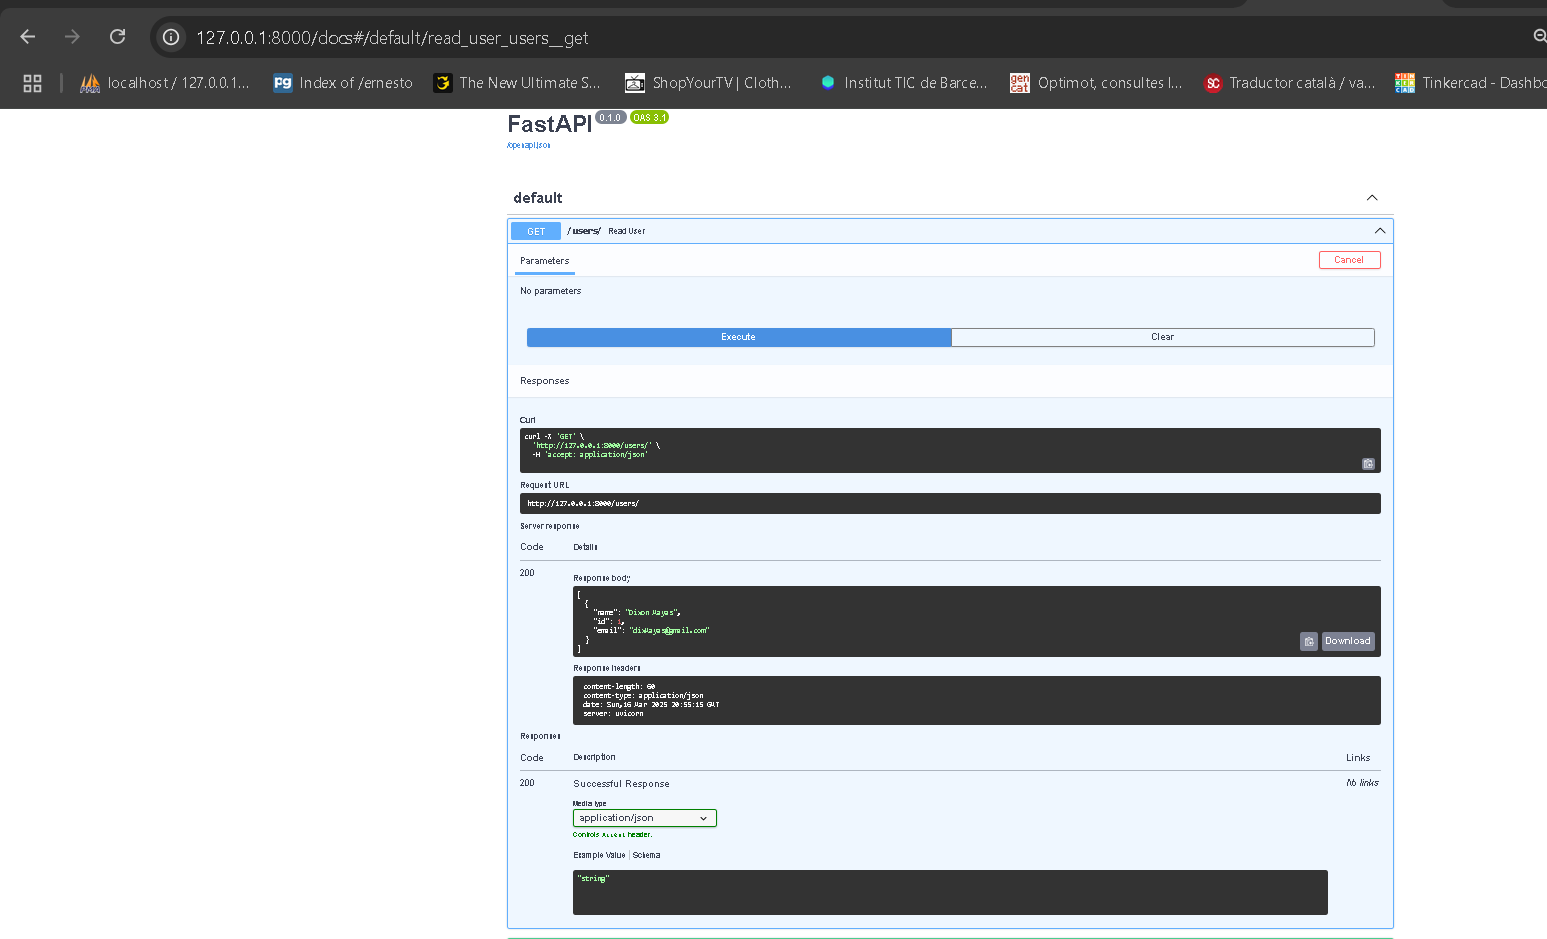 127.0.0.1:8000/docs#/default/read_user_users__get
localhost / 127.0.0.1... Index of /ernesto The New Ultimate S... ShopYourTV | Cloth... Institut TIC de Barce... gen cat Optimot, consultes l... SC Traductor català / va... Tinkercad - Dashbo
FastAPI 0.1.0 OAS 3.1
/openapi.json
default
GET /users/ Read User
Parameters Cancel
No parameters
Execute Clear
Responses
Curl
curl -X 'GET' \
'http://127.0.0.1:8000/users/' \
-H 'accept: application/json'
Request URL
http://127.0.0.1:8000/users/
Server response
Code Details
200
Response body
[
{
"name": "Dixon Hayes",
"id": 1,
"email": "dixHayes@gmail.com"
}
]
Download
Response headers
content-length: 60
content-type: application/json
date: Sun,16 Mar 2025 20:55:15 GMT
server: uvicorn
Responses
Code Description Links
200 Successful Response No links
Media type
application/json
Controls Accept header.
Example Value | Schema
"string"